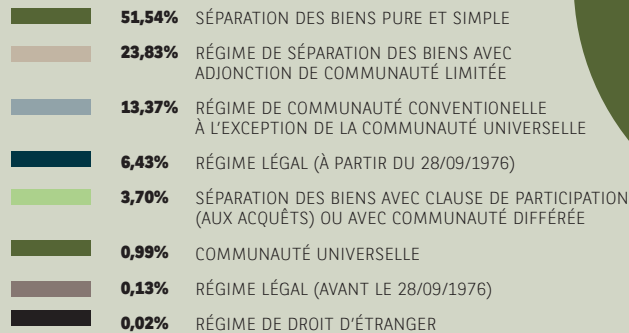 51,54% SÉPARATION DES BIENS PURE ET SIMPLE
23,83% RÉGIME DE SÉPARATION DES BIENS AVEC
ADJONCTION DE COMMUNAUTÉ LIMITÉE
13,37% RÉGIME DE COMMUNAUTÉ CONVENTIONELLE
À L'EXCEPTION DE LA COMMUNAUTÉ UNIVERSELLE
6,43% RÉGIME LÉGAL (À PARTIR DU 28/09/1976)
3,70% SÉPARATION DES BIENS AVEC CLAUSE DE PARTICIPATION
(AUX ACQUÊTS) OU AVEC COMMUNAUTÉ DIFFÉRÉE
0,99% COMMUNAUTÉ UNIVERSELLE
0,13% RÉGIME LÉGAL (AVANT LE 28/09/1976)
0,02% RÉGIME DE DROIT D'ÉTRANGER